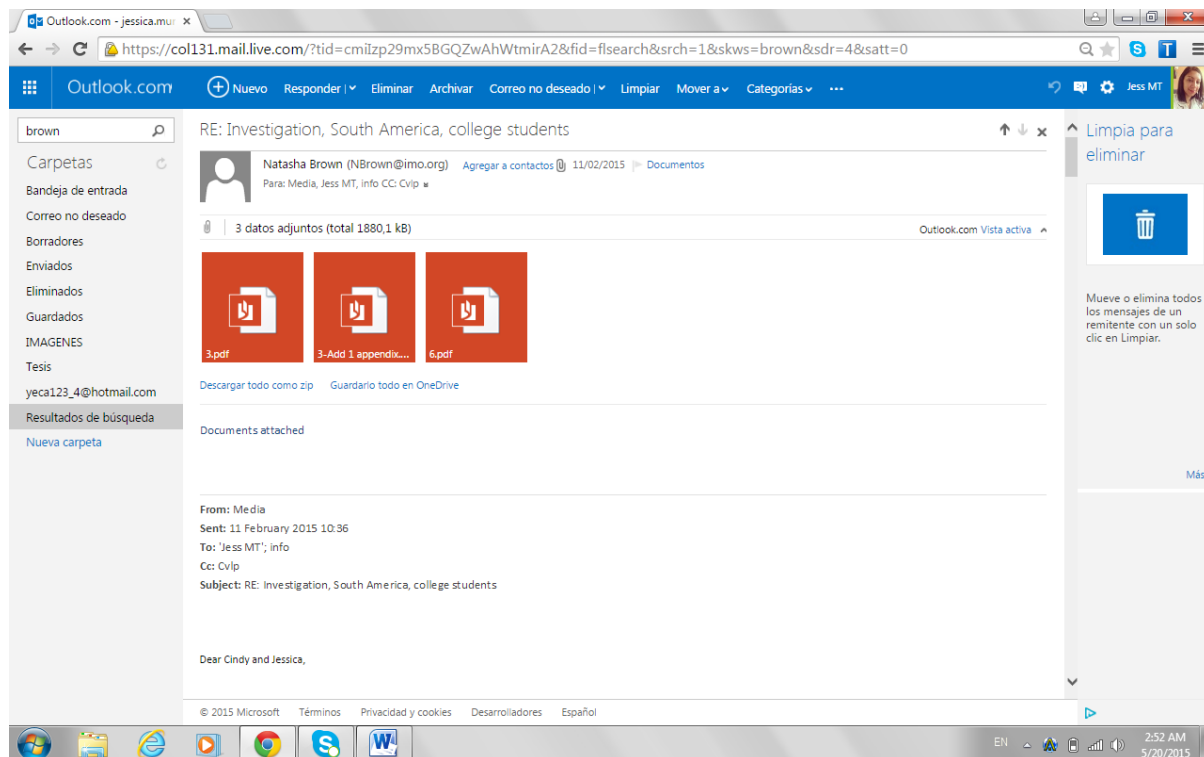 Outlook.com - jessica.mur
https://col131.mail.live.com/?tid=cmiIzp29mx5BGQZwAhWtmirA2&fid=flsearch&srch=1&skws=brown&sdr=4&satt=0
Outlook.com
Nuevo Responder Eliminar Archivar Correo no deseado Limpiar Mover a Categorías ...
Jess MT
brown
Carpetas
Bandeja de entrada
Correo no deseado
Borradores
Enviados
Eliminados
Guardados
IMAGENES
Tesis
yeca123_4@hotmail.com
Resultados de búsqueda
Nueva carpeta
RE: Investigation, South America, college students
Natasha Brown (NBrown@imo.org) Agregar a contactos 11/02/2015 Documentos
Para: Media, Jess MT, info CC: Cvlp
3 datos adjuntos (total 1880,1 kB)
Outlook.com Vista activa
3.pdf
3-Add 1 appendix....
6.pdf
Descargar todo como zip Guardarlo todo en OneDrive
Documents attached
From: Media
Sent: 11 February 2015 10:36
To: 'Jess MT'; info
Cc: Cvlp
Subject: RE: Investigation, South America, college students
Dear Cindy and Jessica,
© 2015 Microsoft Términos Privacidad y cookies Desarrolladores Español
Limpia para
eliminar
Mueve o elimina todos
los mensajes de un
remitente con un solo
clic en Limpiar.
Más
EN
2:52 AM
5/20/2015